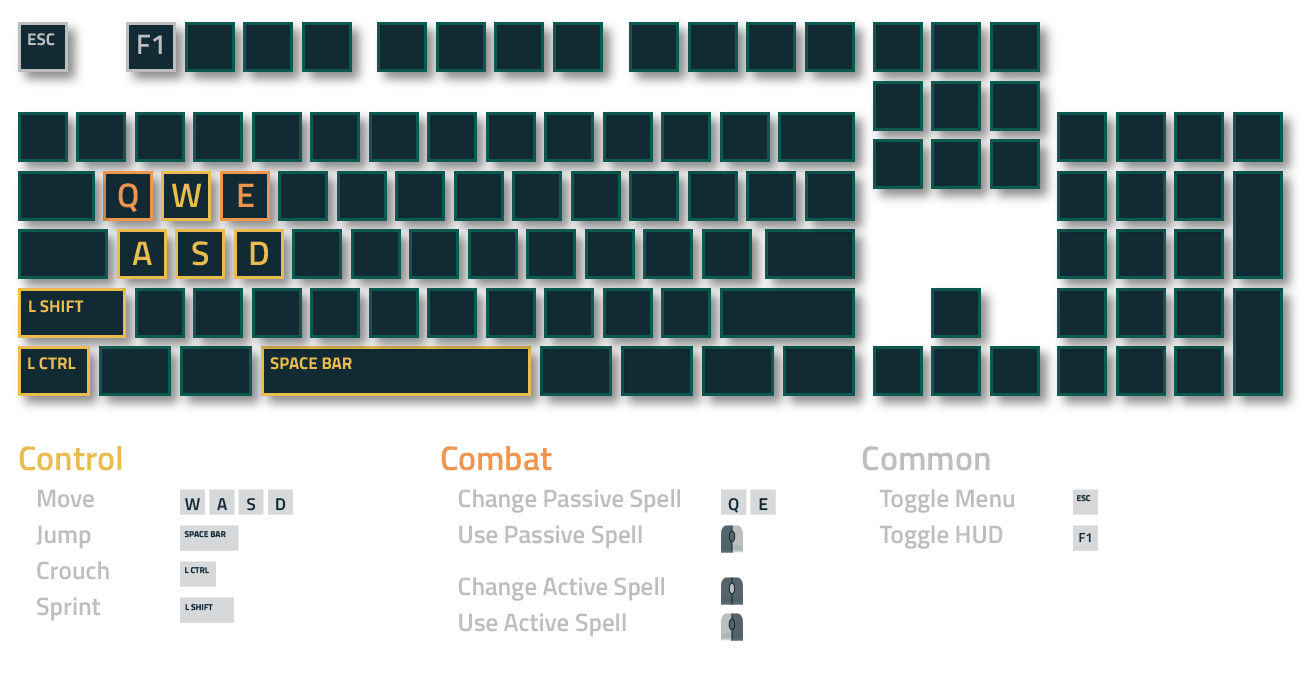 ESC F1
Q W E
A S D
L SHIFT
L CTRL SPACE BAR
Control
Move W A S D
Jump SPACE BAR
Crouch L CTRL
Sprint L SHIFT
Combat
Change Passive Spell Q E
Use Passive Spell
Change Active Spell
Use Active Spell
Common
Toggle Menu ESC
Toggle HUD F1